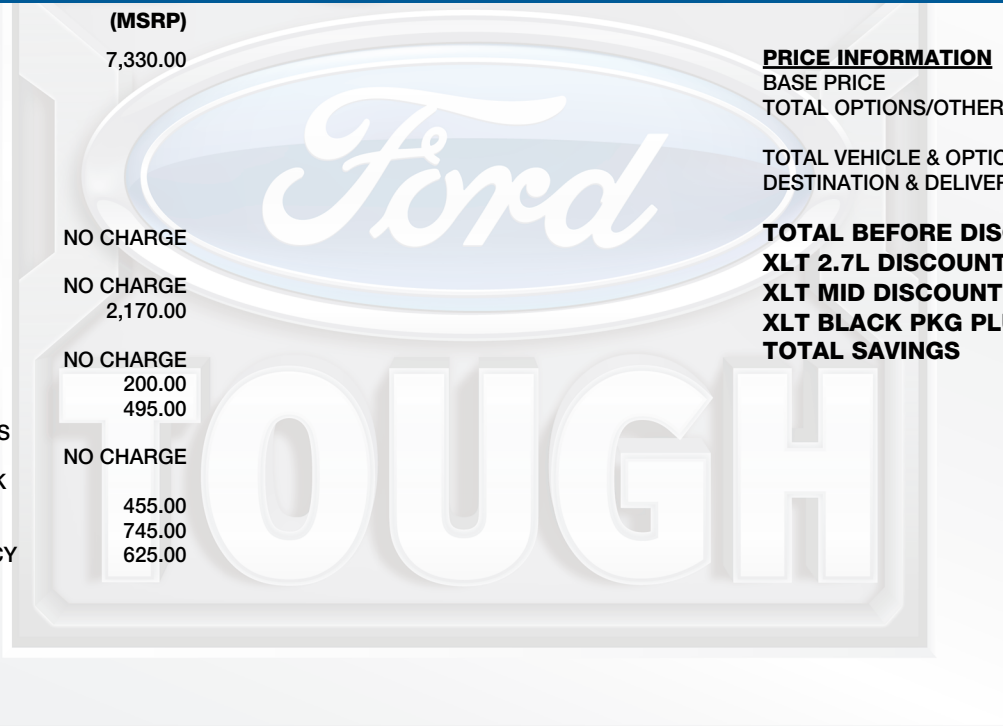 (MSRP)
7,330.00
NO CHARGE
NO CHARGE
2,170.00
NO CHARGE
200.00
495.00
S
NO CHARGE
K
455.00
745.00
CY
625.00
PRICE INFORMATION
BASE PRICE
TOTAL OPTIONS/OTHER
TOTAL VEHICLE & OPTIO
DESTINATION & DELIVER
TOTAL BEFORE DISC
XLT 2.7L DISCOUNT
XLT MID DISCOUNT
XLT BLACK PKG PL
TOTAL SAVINGS
Ford
TOUGH